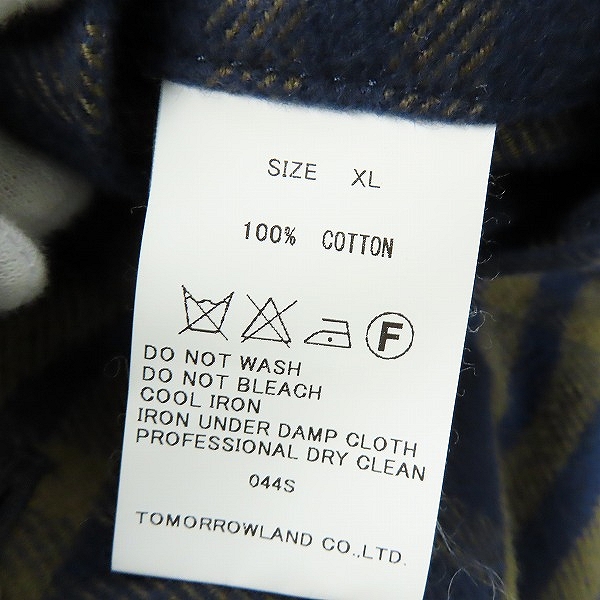 SIZE XL
100% COTTON
F
DO NOT WASH
DO NOT BLEACH
COOL IRON
IRON UNDER DAMP CLOTH
PROFESSIONAL DRY CLEAN
044S
TOMORROWLAND CO.,LTD.